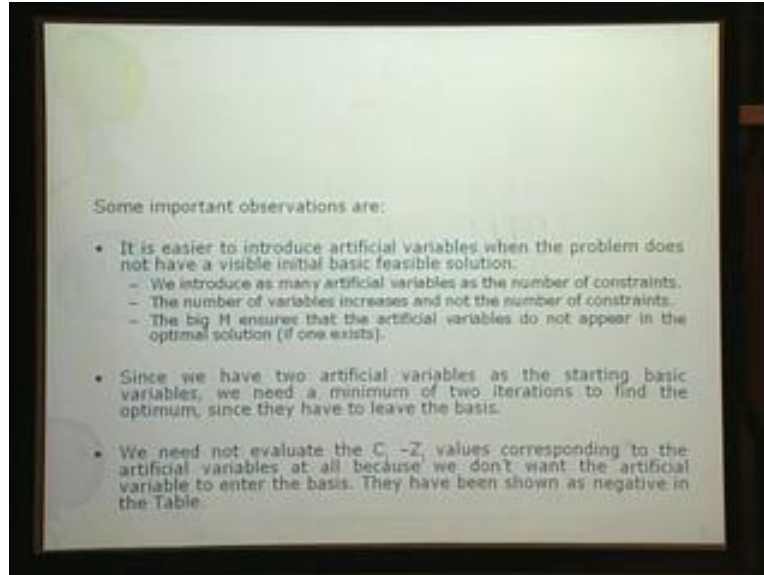 Some important observations are:
• It is easier to introduce artificial variables when the problem does
not have a visible initial basic feasible solution.
– We introduce as many artificial variables as the number of constraints.
– The number of variables increases and not the number of constraints.
– The big M ensures that the artificial variables do not appear in the
optimal solution (if one exists).
• Since we have two artificial variables as the starting basic
variables, we need a minimum of two iterations to find the
optimum, since they have to leave the basis.
• We need not evaluate the Cj –Zj values corresponding to the
artificial variables at all because we don't want the artificial
variable to enter the basis. They have been shown as negative in
the Table.